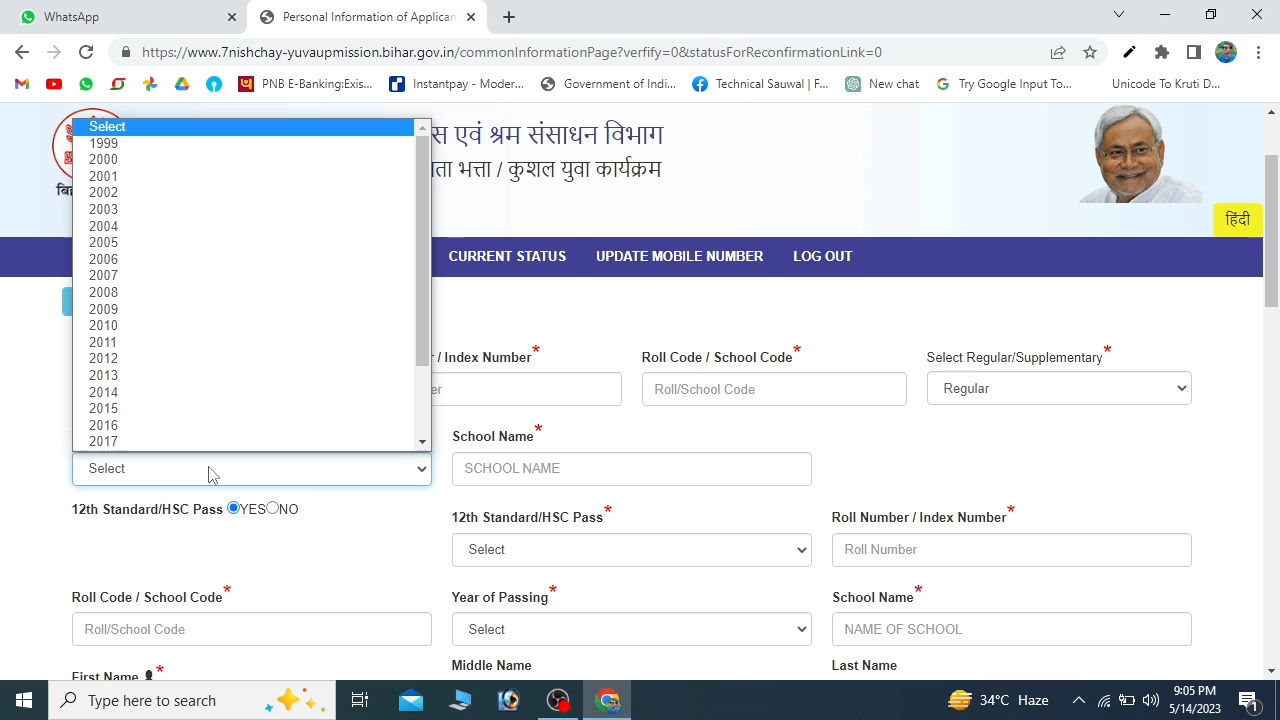 WhatsApp
Personal Information of Applican
https://www.7nishchay-yuvaupmission.bihar.gov.in/commonInformationPage?verfify=0&statusForReconfirmationLink=0
PNB E-Banking:Exis...
Instantpay - Moder...
Government of Indi...
Technical Sauwal | F...
New chat
Try Google Input To...
Unicode To Kruti D...
स एवं श्रम संसाधन विभाग
ता भत्ता / कुशल युवा कार्यक्रम
हिंदी
CURRENT STATUS
UPDATE MOBILE NUMBER
LOG OUT
Select
1999
2000
2001
2002
2003
2004
2005
2006
2007
2008
2009
2010
2011
2012
2013
2014
2015
2016
2017
/ Index Number*
Roll Code / School Code*
Roll/School Code
Select Regular/Supplementary*
Regular
Select
School Name*
SCHOOL NAME
12th Standard/HSC Pass YES NO
12th Standard/HSC Pass*
Select
Roll Number / Index Number*
Roll Number
Roll Code / School Code*
Roll/School Code
Year of Passing*
Select
School Name*
NAME OF SCHOOL
First Name *
Middle Name
Last Name
Type here to search
34°C Haze
9:05 PM
5/14/2023
1